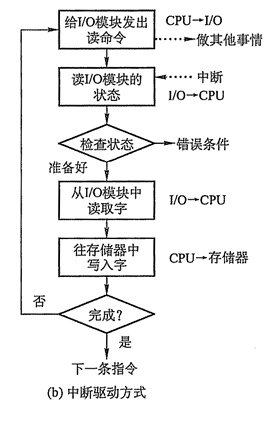 给I/O模块发出
读命令
CPU→I/O
做其他事情
读I/O模块的
状态
中断
I/O→CPU
检查状态
错误条件
准备好
从I/O模块中
读取字
I/O→CPU
往存储器中
写入字
CPU→存储器
否
完成？
是
下一条指令
(b) 中断驱动方式